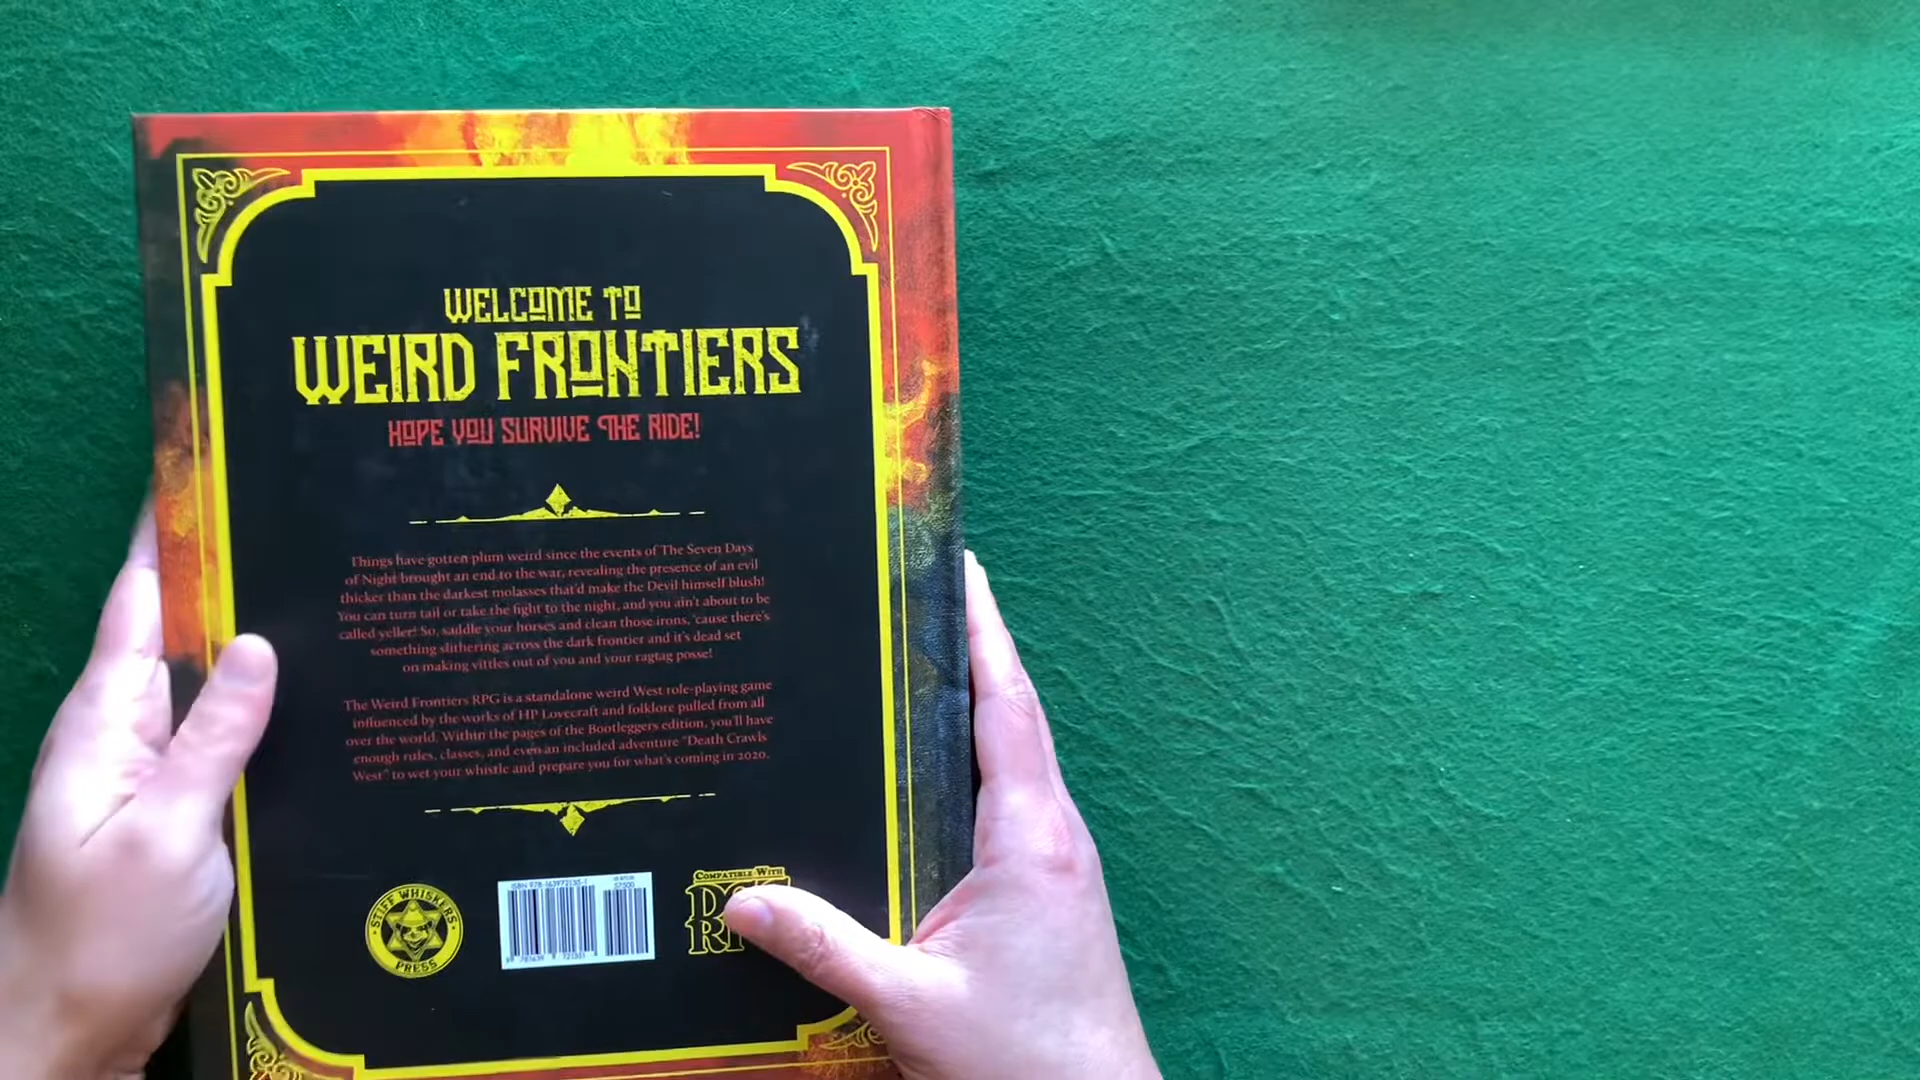 WELCOME TO
WEIRD FRONTIERS
HOPE YOU SURVIVE THE RIDE!
Things have gotten plum weird since the events of The Seven Days
of Night brought an end to the war, revealing the presence of an evil
thicker than the darkest molasses that'd make the Devil himself blush!
You can turn tail or take the fight to the night, and you ain't about to be
called yeller! So, saddle your horses and clean those irons, 'cause there's
something slithering across the dark frontier and it's dead set
on making vittles out of you and your ragtag posse!
The Weird Frontiers RPG is a standalone weird West role-playing game
influenced by the works of HP Lovecraft and folklore pulled from all
over the world. Within the pages of the Bootleggers edition, you'll have
enough rules, classes, and even an included adventure "Death Crawls
West" to wet your whistle and prepare you for what's coming in 2020.
STIFF WHISKERS
PRESS
57500
COMPATIBLE WITH